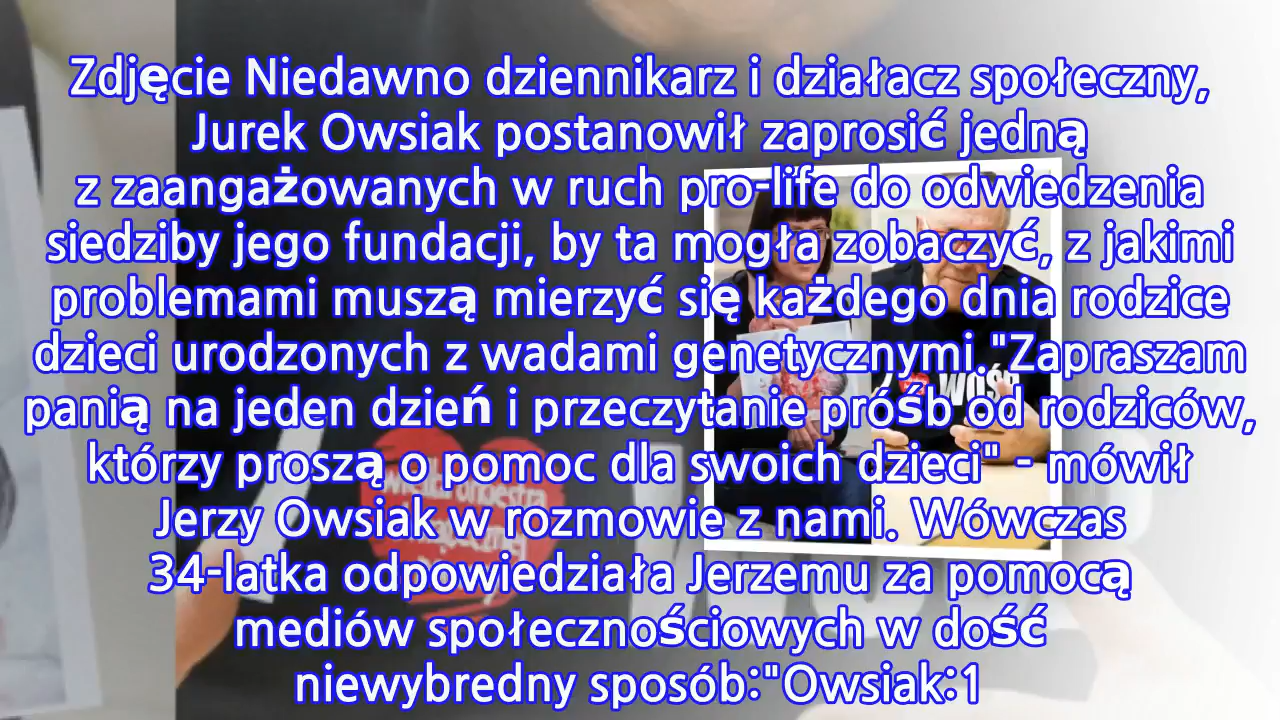 Zdjęcie Niedawno dziennikarz i działacz społeczny,
Jurek Owsiak postanowił zaprosić jedną
z zaangażowanych w ruch pro-life do odwiedzenia
siedziby jego fundacji, by ta mogła zobaczyć, z jakimi
problemami muszą mierzyć się każdego dnia rodzice
dzieci urodzonych z wadami genetycznymi."Zapraszam
panią na jeden dzień i przeczytanie próśb od rodziców,
którzy proszą o pomoc dla swoich dzieci" - mówił
Jerzy Owsiak w rozmowie z nami. Wówczas
34-latka odpowiedziała Jerzemu za pomocą
mediów społecznościowych w dość
niewybredny sposób:"Owsiak:1
WOŚP